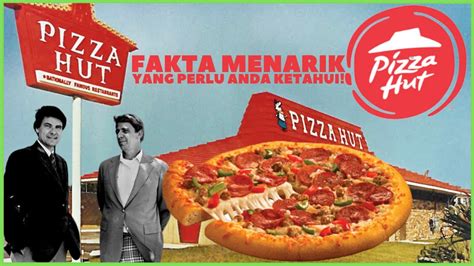 PIZZA
HUT
NATIONALLY FAMOUS RESTAURANTS
FAKTA MENARIK
YANG PERLU ANDA KETAHUI!
Pizza
Hut
PIZZA HUT